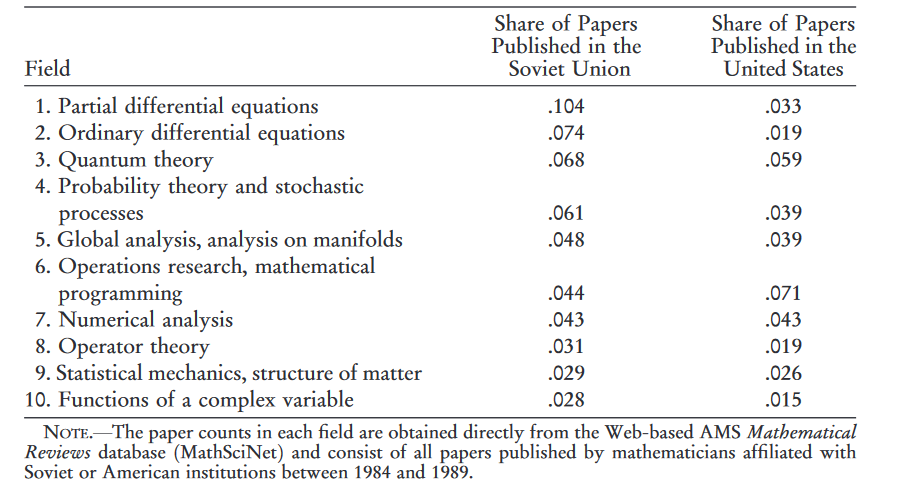 Field Share of Papers Published in the Soviet Union Share of Papers Published in the United States
1. Partial differential equations .104 .033
2. Ordinary differential equations .074 .019
3. Quantum theory .068 .059
4. Probability theory and stochastic
processes .061 .039
5. Global analysis, analysis on manifolds .048 .039
6. Operations research, mathematical
programming .044 .071
7. Numerical analysis .043 .043
8. Operator theory .031 .019
9. Statistical mechanics, structure of matter .029 .026
10. Functions of a complex variable .028 .015
Note.—The paper counts in each field are obtained directly from the Web-based AMS Mathematical
Reviews database (MathSciNet) and consist of all papers published by mathematicians affiliated with
Soviet or American institutions between 1984 and 1989.